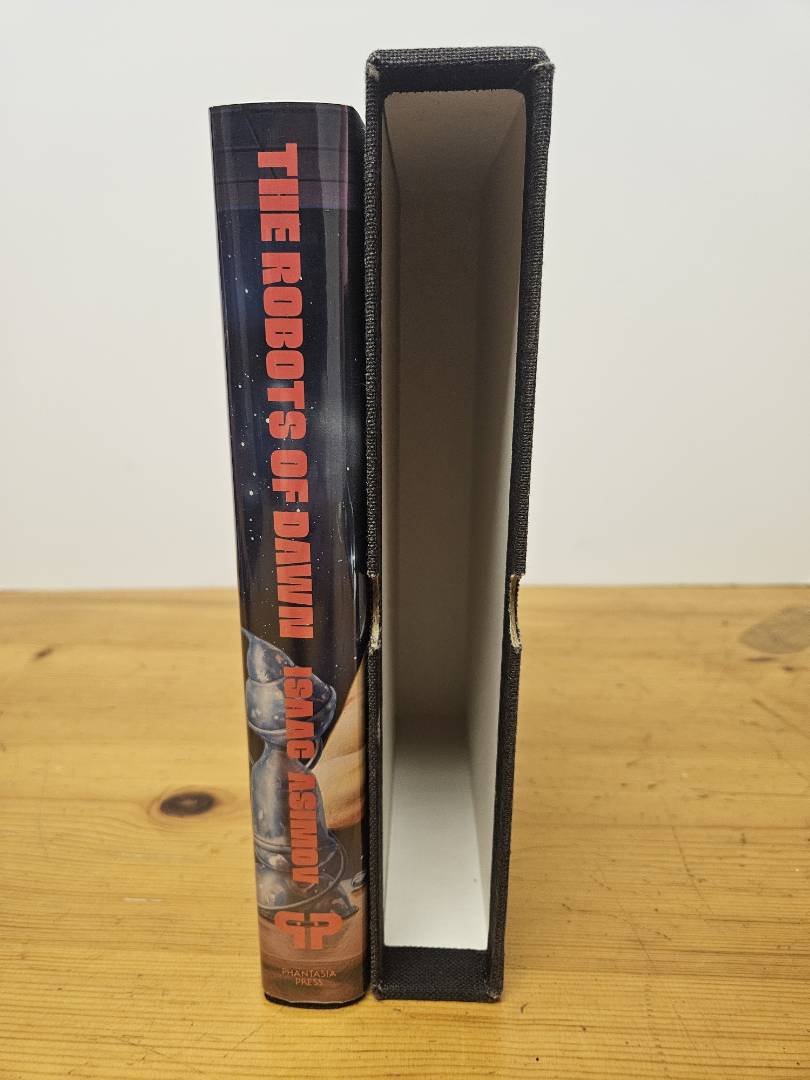 THE ROBOTS OF DAWN ISAAC ASIMOV
PHANTASIA
PRESS